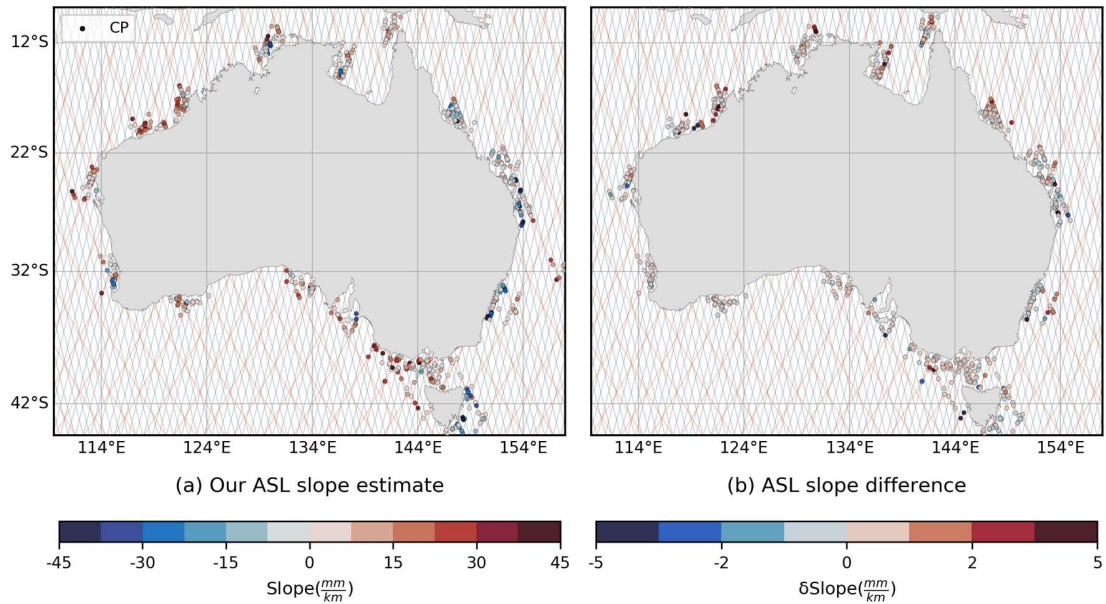 CP
12°S
22°S
32°S
42°S
114°E 124°E 134°E 144°E 154°E
114°E 124°E 134°E 144°E 154°E
(a) Our ASL slope estimate
(b) ASL slope difference
-45 -30 -15 0 15 30 45
Slope(mm/km)
-5 -2 0 2 5
δSlope(mm/km)